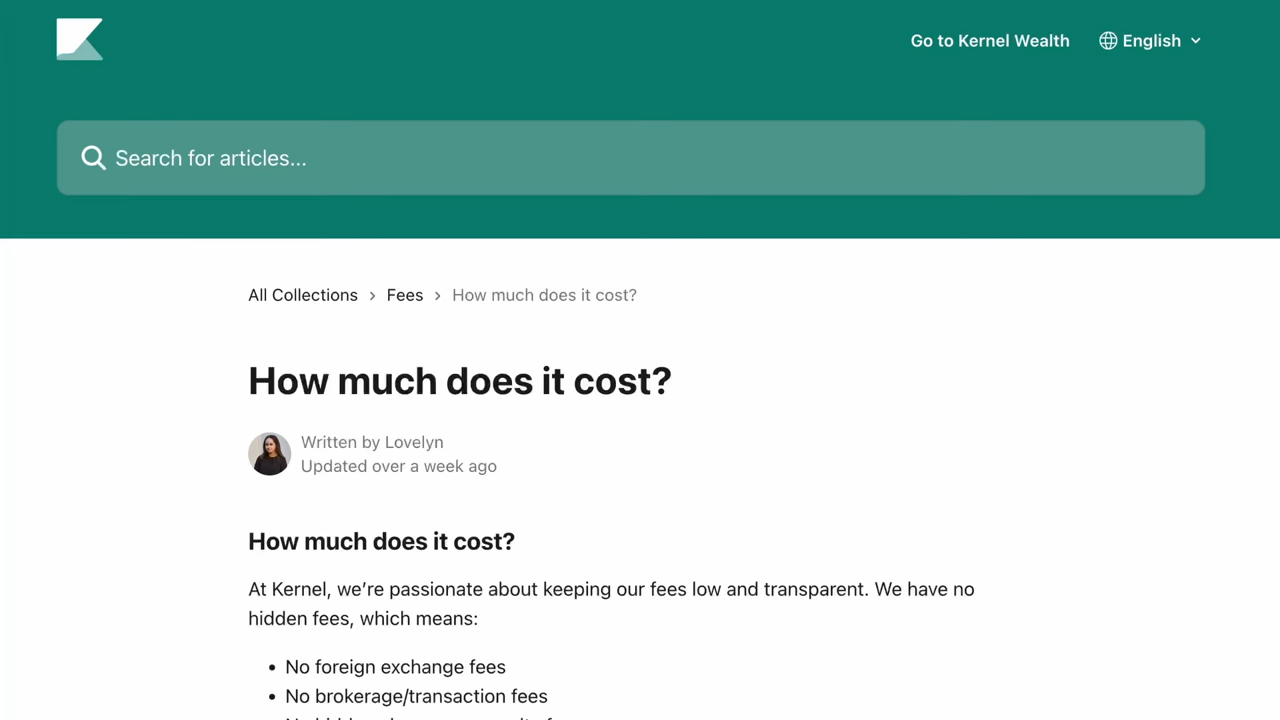 Go to Kernel Wealth
English
Search for articles...
All Collections > Fees > How much does it cost?
How much does it cost?
Written by Lovelyn
Updated over a week ago
How much does it cost?
At Kernel, we’re passionate about keeping our fees low and transparent. We have no
hidden fees, which means:
• No foreign exchange fees
• No brokerage/transaction fees